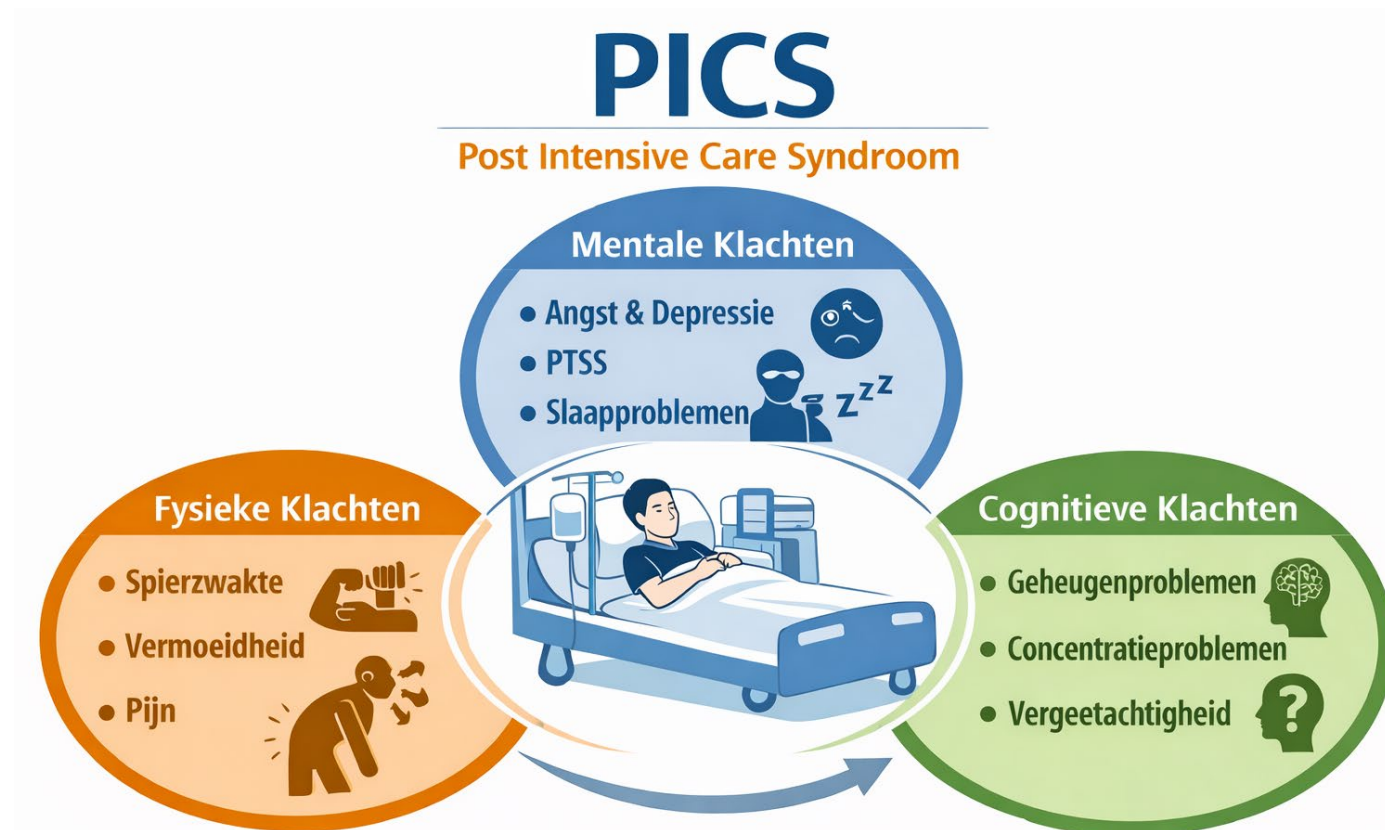 PICS
Post Intensive Care Syndroom
Mentale Klachten
• Angst & Depressie
• PTSS
• Slaapproblemen
z z z z
Fysieke Klachten
• Spierzwakte
• Vermoeidheid
• Pijn
Cognitieve Klachten
• Geheugenproblemen
• Concentratieproblemen
• Vergeetachtigheid
?